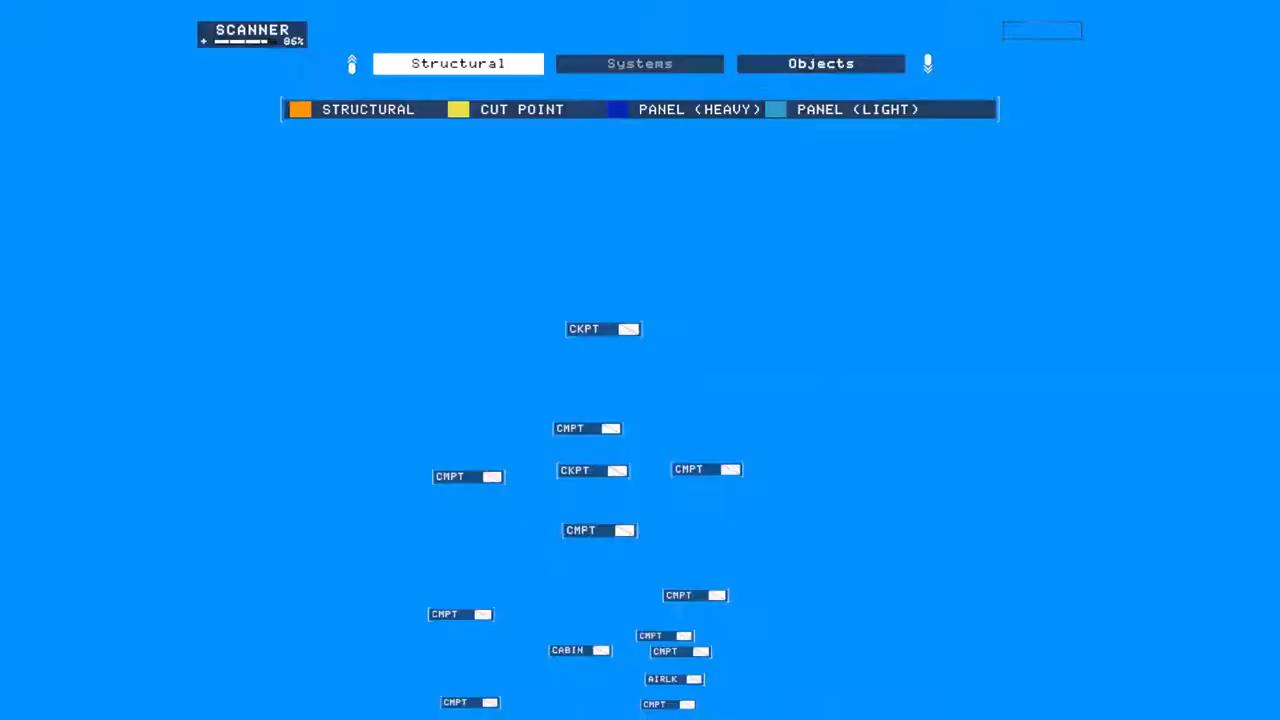 SCANNER
+ 86%
Structural Systems Objects
STRUCTURAL CUT POINT PANEL (HEAVY) PANEL (LIGHT)
CKPT
CMPT
CMPT CKPT CMPT
CMPT
CMPT
CMPT
CMPT
CABIN CMPT
AIRLK
CMPT CMPT